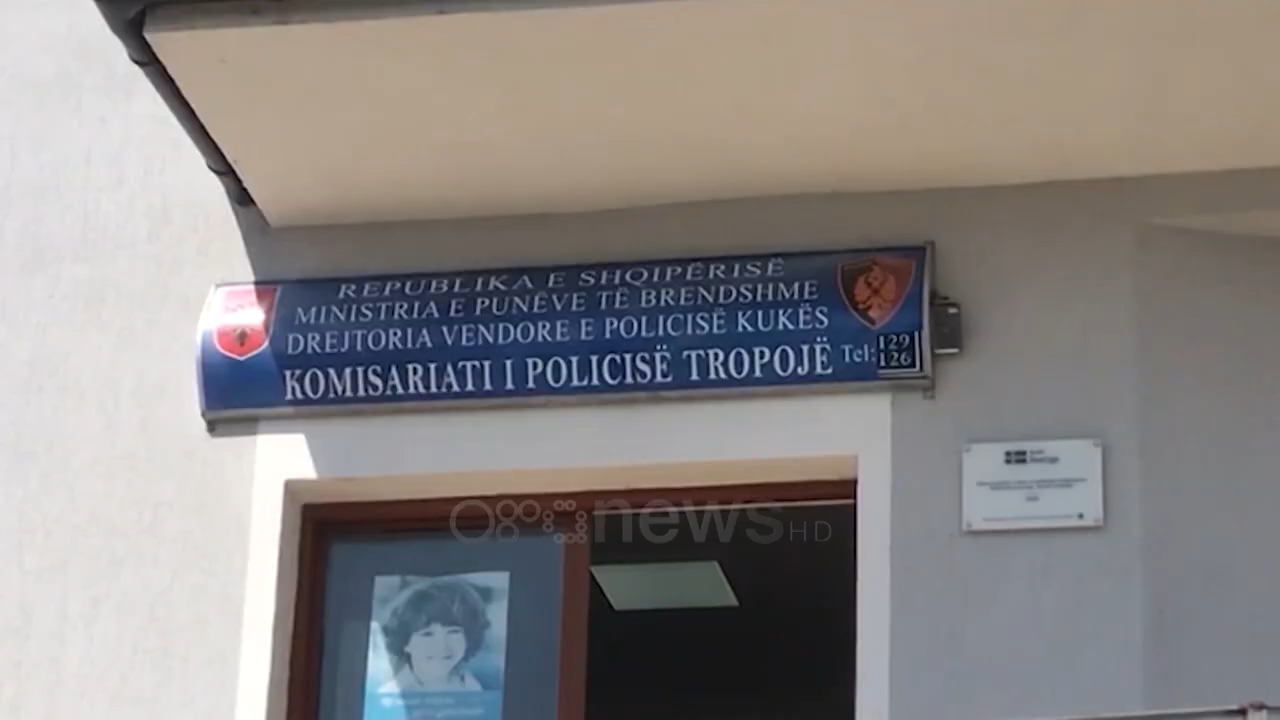 REPUBLIKA E SHQIPËRISË
MINISTRIA E PUNËVE TË BRENDSHME
DREJTORIA VENDORE E POLICISË KUKËS
KOMISARIATI I POLICISË TROPOJË
Tel: 129
126
news HD